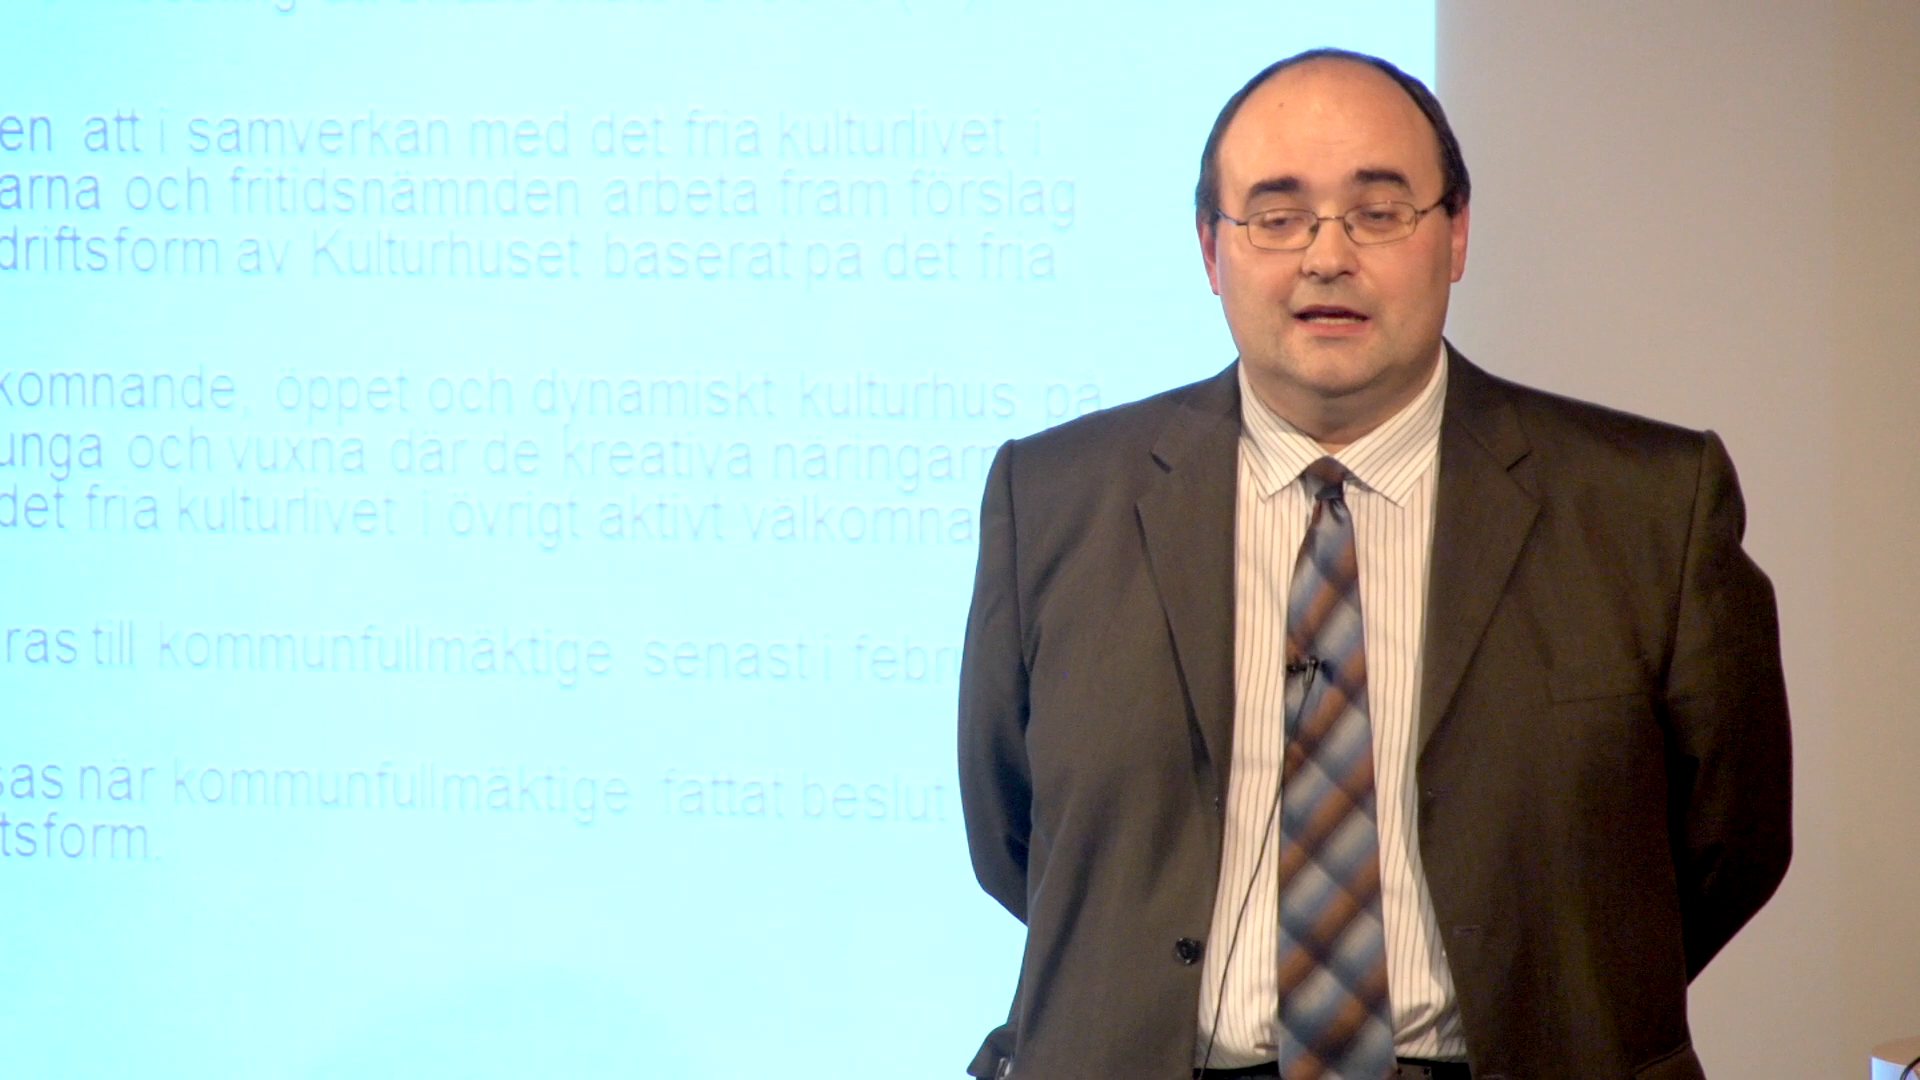 en att i samverkan med det fria kulturlivet i
arna och fritidsnämnden arbeta fram förslag
driftsform av Kulturhuset baserat på det fria
komnande, öppet och dynamiskt kulturhus på
unga och vuxna där de kreativa näringarn
det fria kulturlivet i övrigt aktivt välkomna
ras till kommunfullmäktige senast i febru
sas när kommunfullmäktige fattat beslut
tsform.